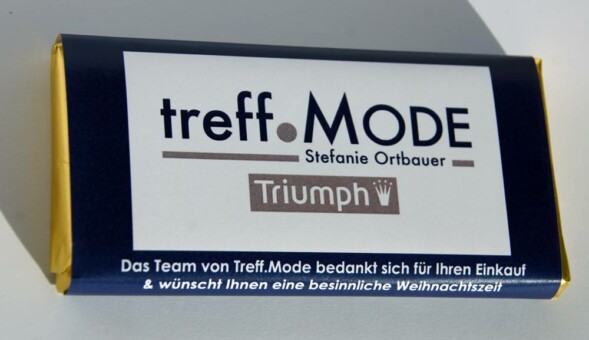 treff.MODE
Stefanie Ortbauer
Triumph
Das Team von Treff.Mode bedankt sich für Ihren Einkauf
& wünscht Ihnen eine besinnliche Weihnachtszeit